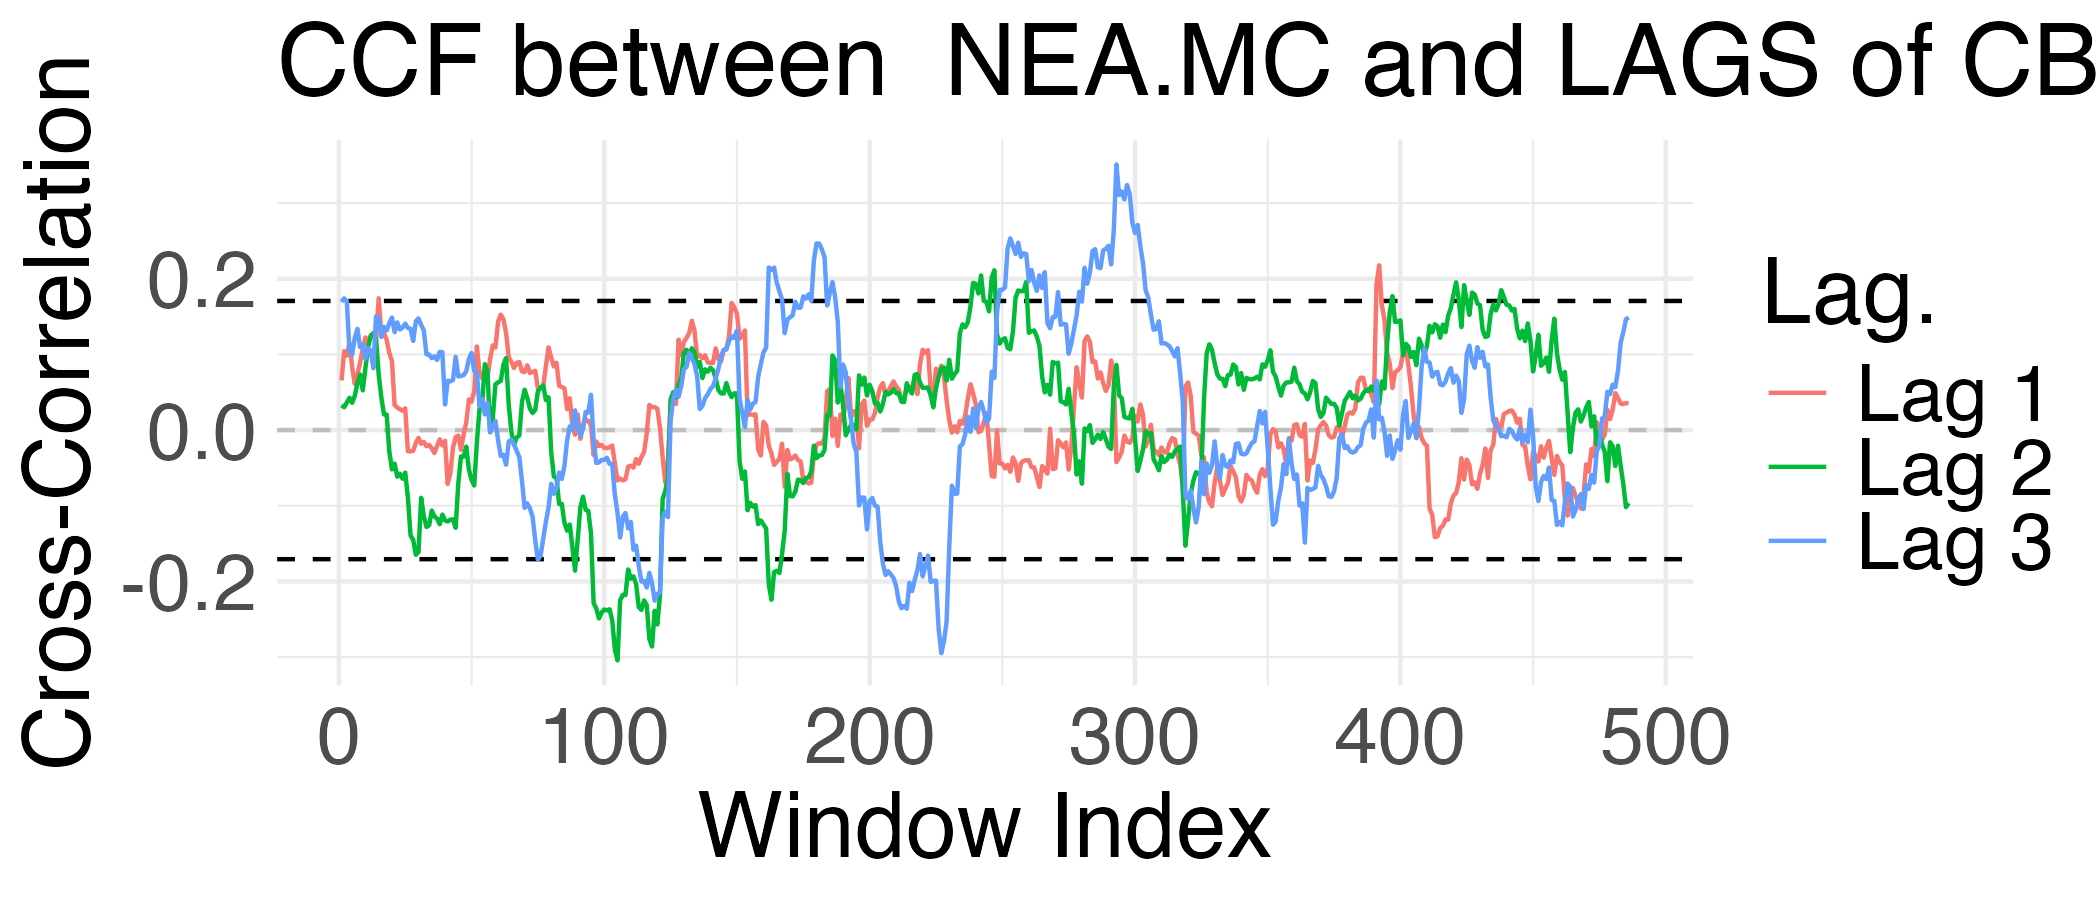 CCF between  NEA.MC and LAGS of CB
Cross-Correlation
0.2
0.0
-0.2
0 100 200 300 400 500
Window Index
Lag.
Lag 1
Lag 2
Lag 3